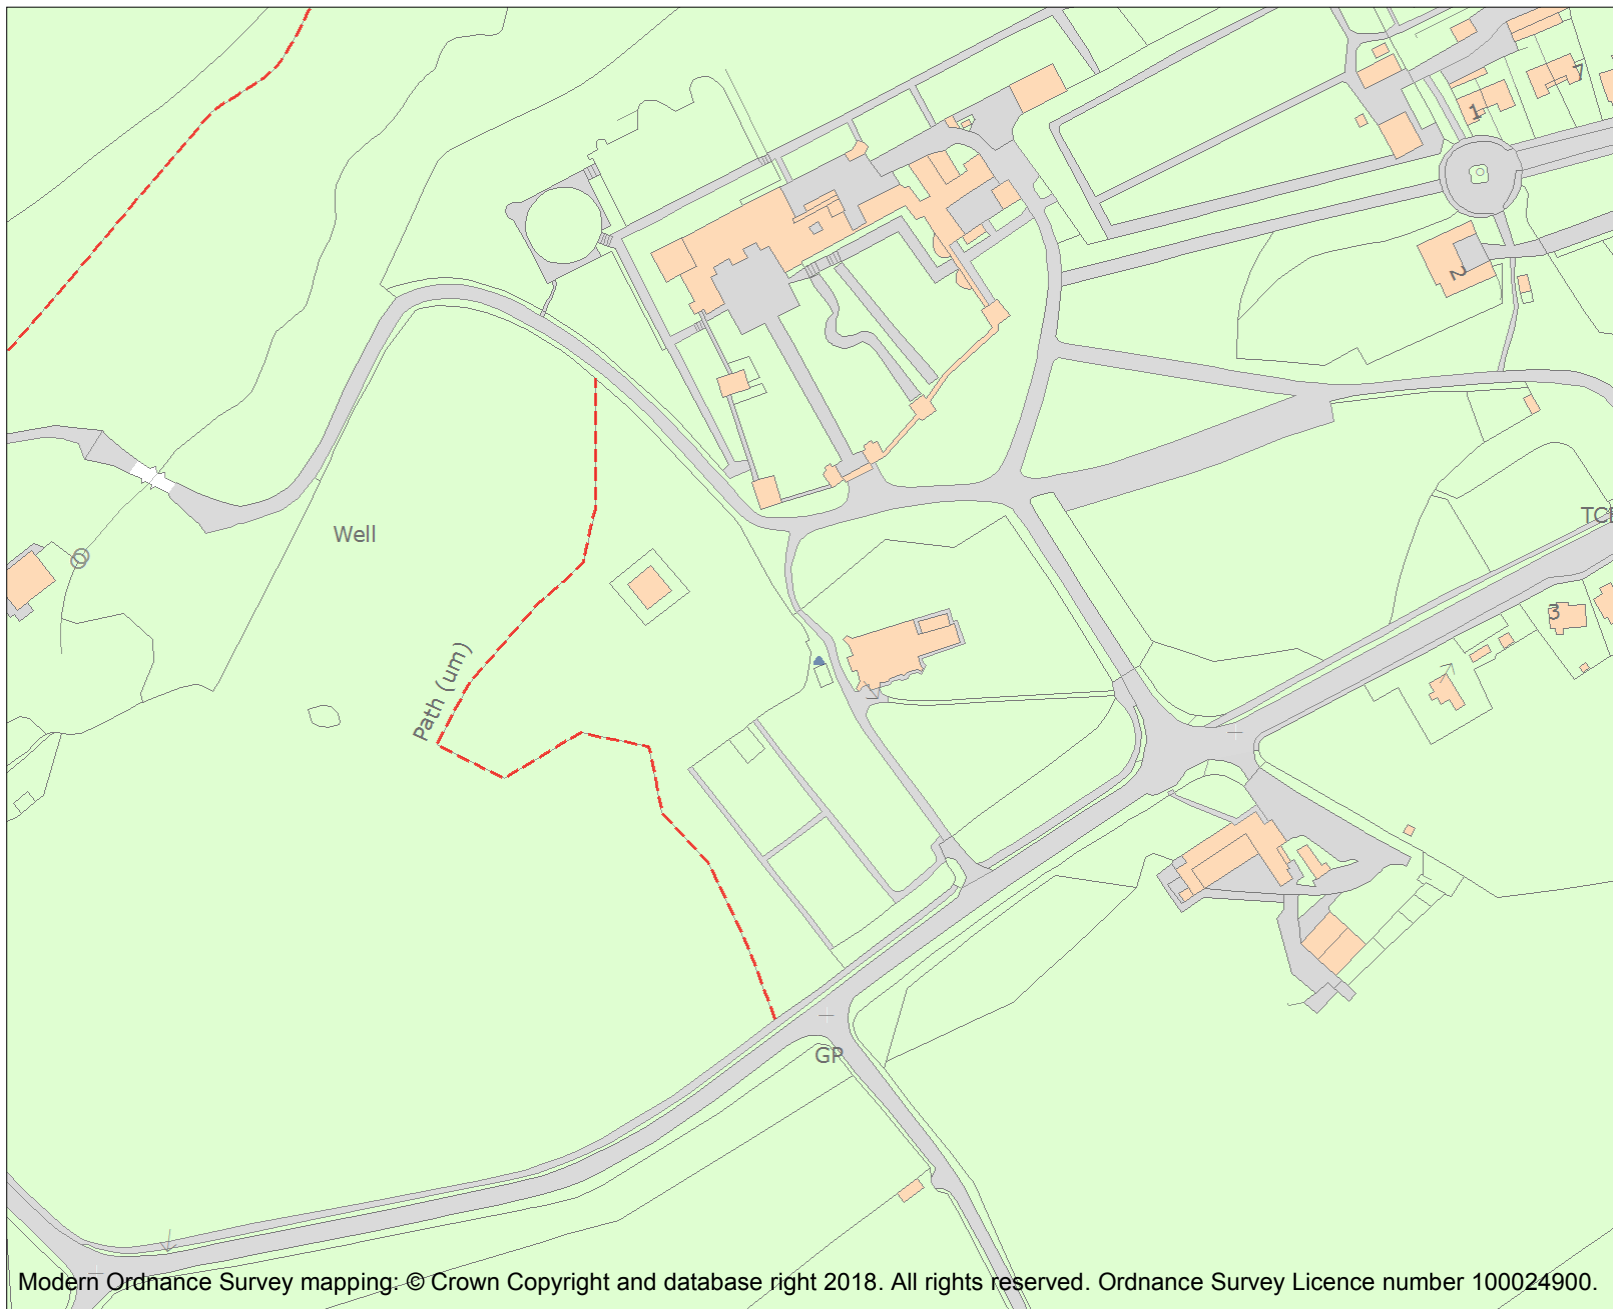 7
1
2
TCB
Well
3
Path (um)
GP
Modern Ordnance Survey mapping: © Crown Copyright and database right 2018. All rights reserved. Ordnance Survey Licence number 100024900.